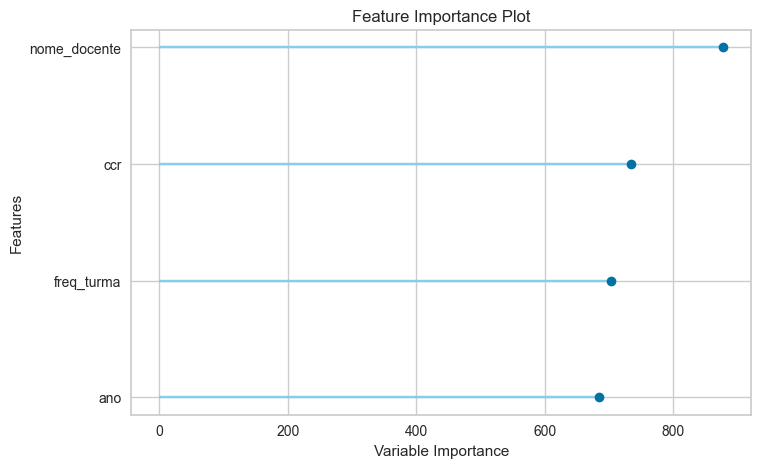 Feature Importance Plot
Features
nome_docente
ccr
freq_turma
ano
0 200 400 600 800
Variable Importance